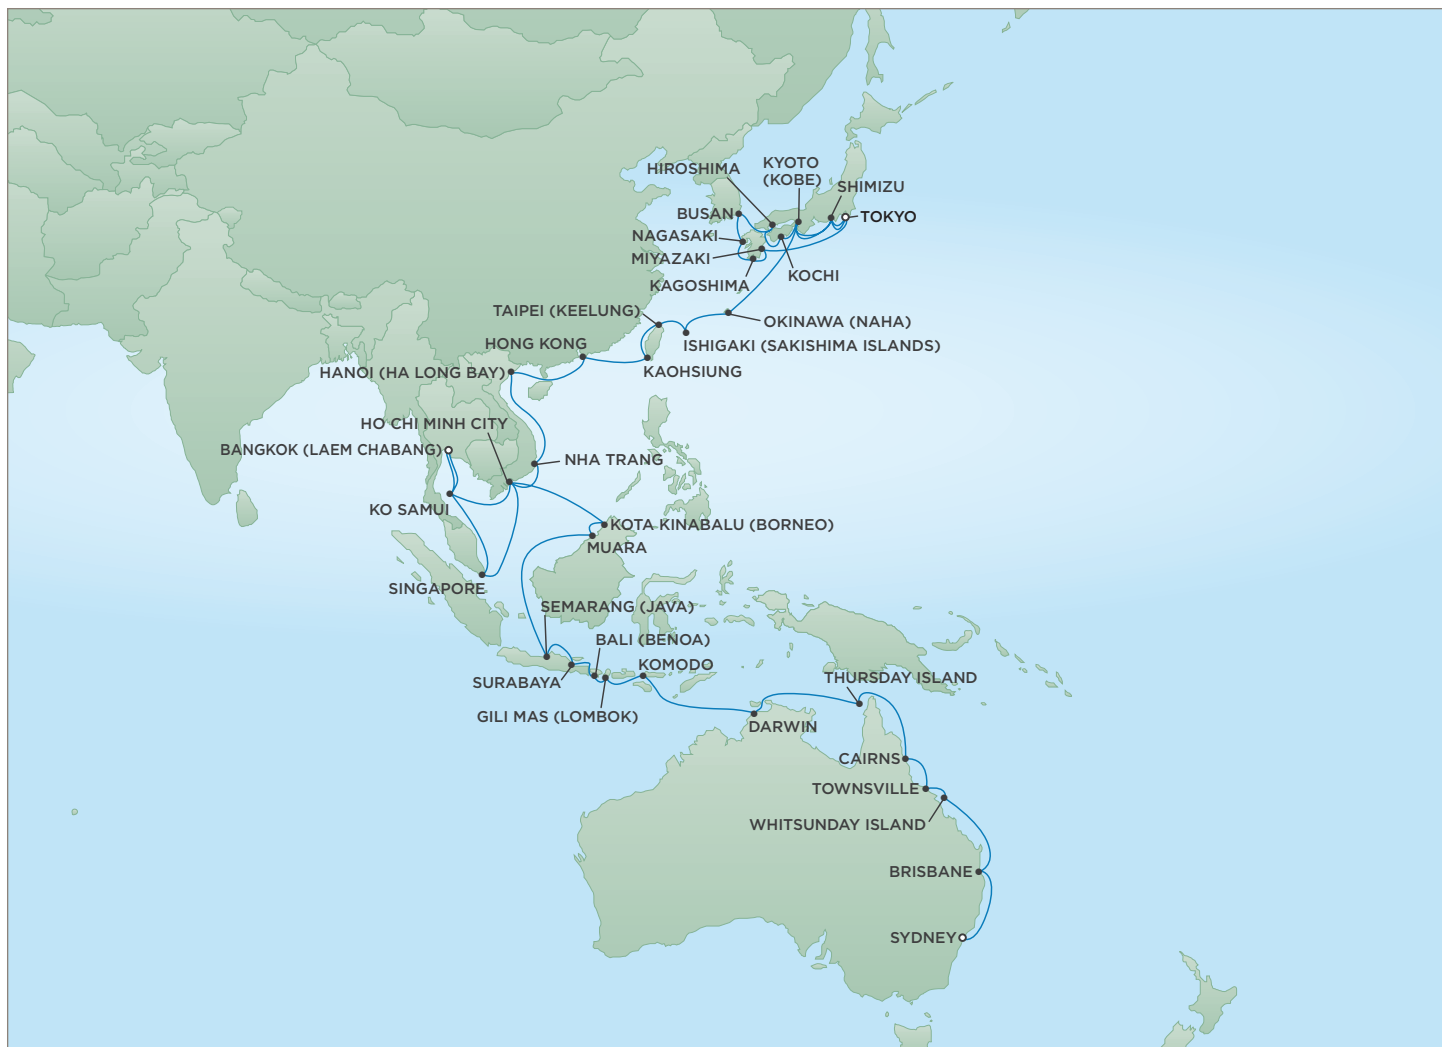 HIROSHIMA
KYOTO
(KOBE)
SHIMIZU
BUSAN
TOKYO
NAGASAKI
MIYAZAKI
KOCHI
KAGOSHIMA
TAIPEI (KEELUNG)
OKINAWA (NAHA)
HONG KONG
ISHIGAKI (SAKISHIMA ISLANDS)
HANOI (HA LONG BAY)
KAOHSIUNG
HO CHI MINH CITY
BANGKOK (LAEM CHABANG)
NHA TRANG
KO SAMUI
KOTA KINABALU (BORNEO)
MUARA
SINGAPORE
SEMARANG (JAVA)
BALI (BENOA)
KOMODO
SURABAYA
THURSDAY ISLAND
GILI MAS (LOMBOK)
DARWIN
CAIRNS
TOWNSVILLE
WHITSUNDAY ISLAND
BRISBANE
SYDNEY